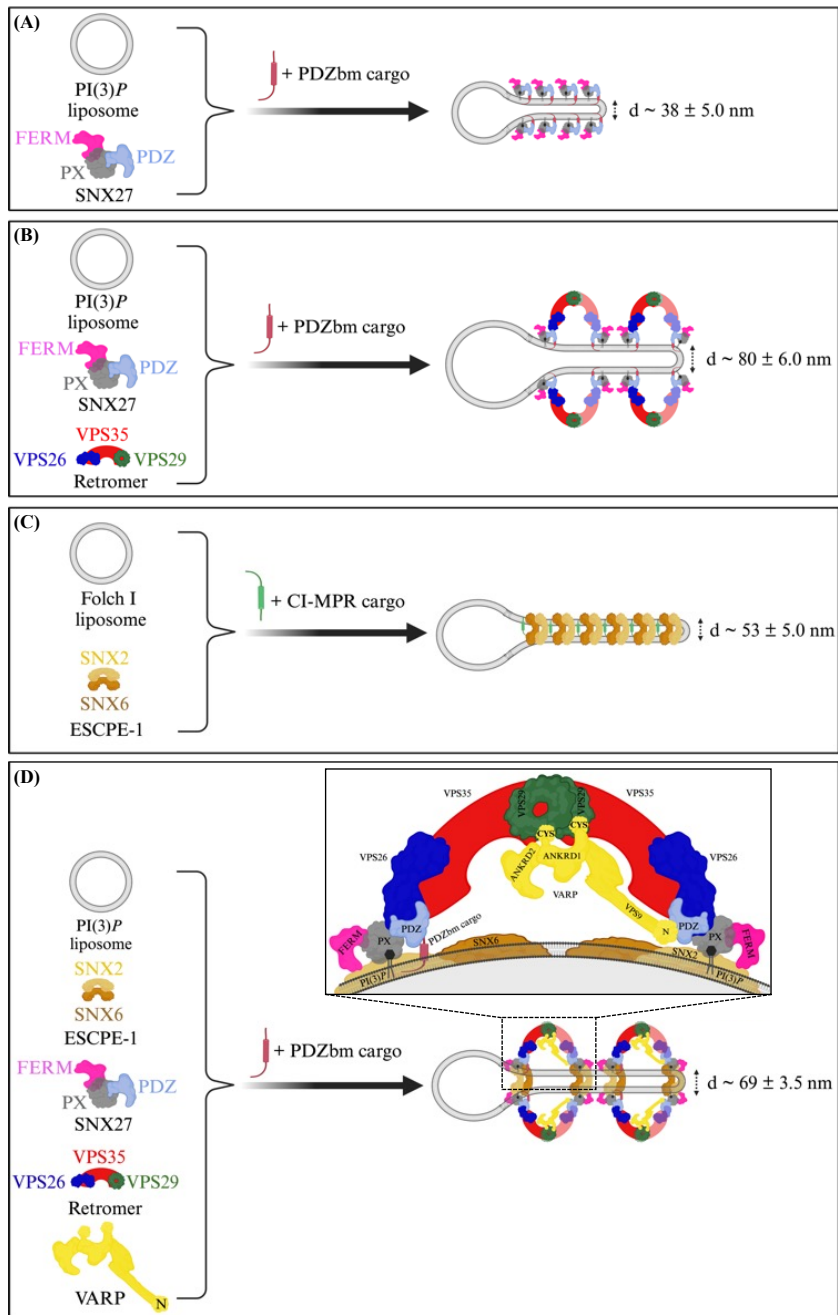 (A)
PI(3)P
liposome
FERM
PDZ
PX
SNX27
+ PDZbm cargo
d ~ 38 ± 5.0 nm
(B)
PI(3)P
liposome
FERM
PDZ
PX
SNX27
VPS35
VPS26
VPS29
Retromer
+ PDZbm cargo
d ~ 80 ± 6.0 nm
(C)
Folch I
liposome
SNX2
SNX6
ESCPE-1
+ CI-MPR cargo
d ~ 53 ± 5.0 nm
(D)
PI(3)P
liposome
SNX2
SNX6
ESCPE-1
FERM
PDZ
PX
SNX27
VPS35
VPS26
VPS29
Retromer
VARP
N
+ PDZbm cargo
VPS35
VPS29
VPS29
VPS35
CYS
CYS
VPS26
ANKRD2
ANKRD1
VPS26
VARP
VPS9
N
FERM
PX
PDZ
PDZbm cargo
PDZ
PX
FERM
SNX6
SNX2
PI(3)P
PI(3)P
d ~ 69 ± 3.5 nm